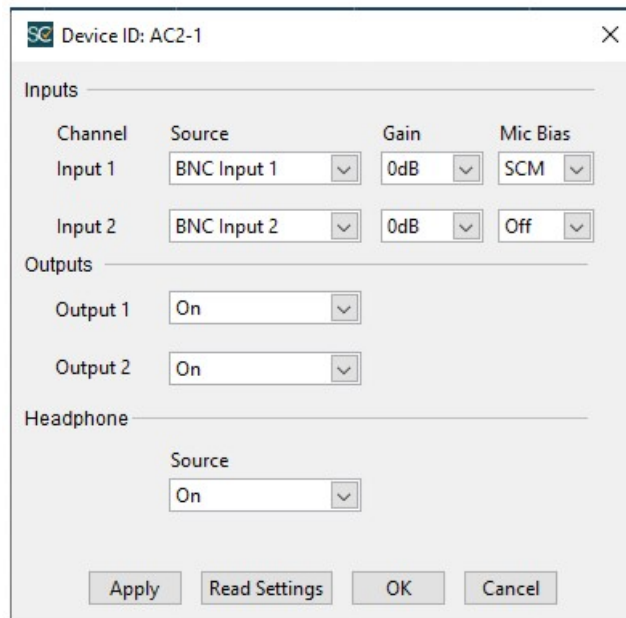 SC Device ID: AC2-1
Inputs
Channel Source Gain Mic Bias
Input 1 BNC Input 1 0dB SCM
Input 2 BNC Input 2 0dB Off
Outputs
Output 1 On
Output 2 On
Headphone
Source
On
Apply Read Settings OK Cancel